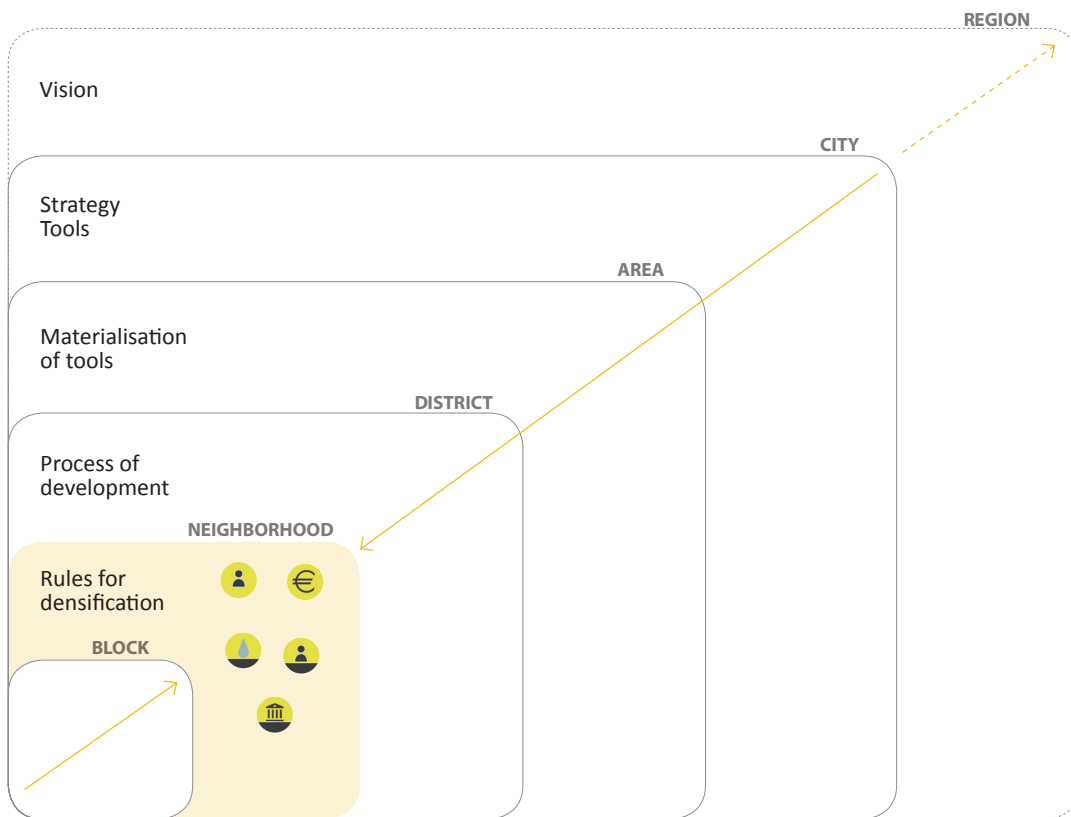 REGION
Vision
CITY
Strategy
Tools
AREA
Materialisation
of tools
DISTRICT
Process of
development
NEIGHBORHOOD
Rules for
densification
€
BLOCK